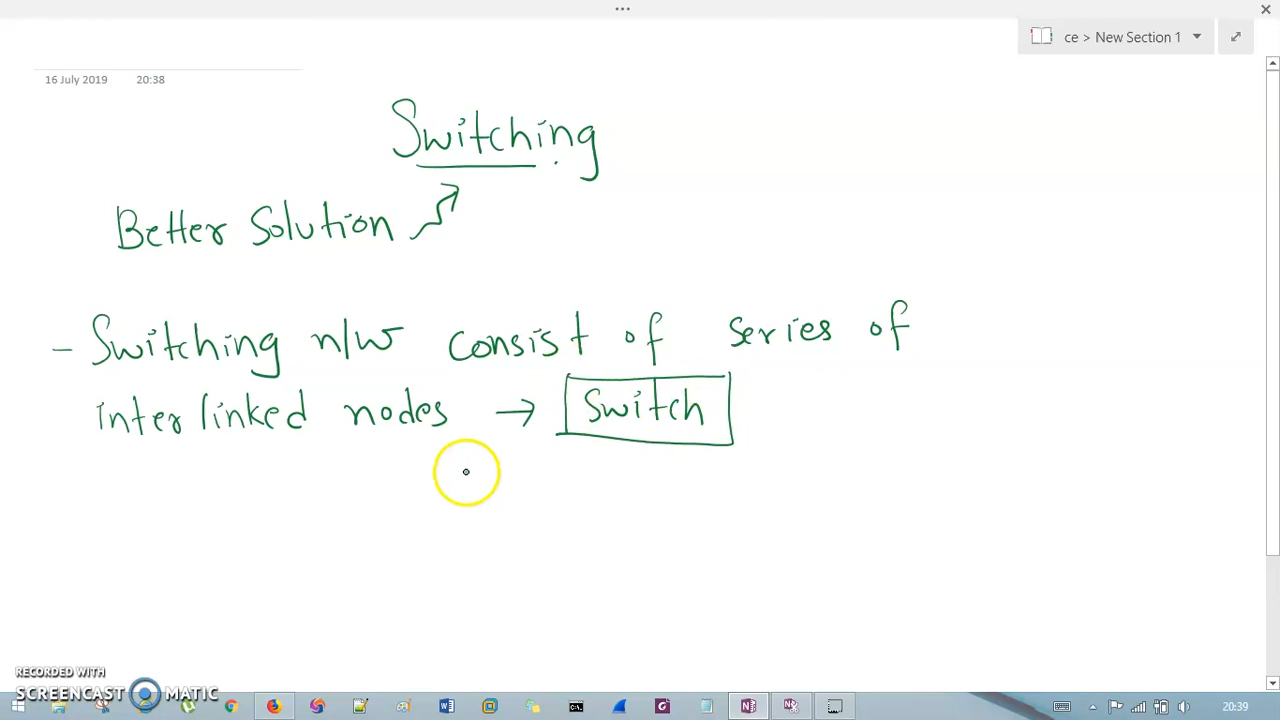 ce > New Section 1
16 July 2019 20:38
Switching
Better Solution
- Switching n/w consist of series of
interlinked nodes → Switch
RECORDED WITH
SCREENCAST MATIC
20:39